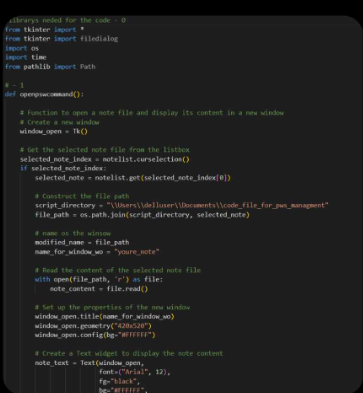 librarys neded for the code - 0
from tkinter import *
from tkinter import filedialog
import os
import time
from pathlib import Path
# - 1
def openpswcommand():
# Function to open a note file and display its content in a new window
# Create a new window
window_open = Tk()
# Get the selected note file from the listbox
selected_note_index = notelist.curselection()
if selected_note_index:
selected_note = notelist.get(selected_note_index[0])
# Construct the file path
script_directory = "\\Users\\delluser\\Documents\\code_file_for_pws_managment"
file_path = os.path.join(script_directory, selected_note)
# name os the winsow
modified_name = file_path
name_for_window_wo = "youre_note"
# Read the content of the selected note file
with open(file_path, 'r') as file:
note_content = file.read()
# Set up the properties of the new window
window_open.title(name_for_window_wo)
window_open.geometry("420x520")
window_open.config(bg="#FFFFFF")
# Create a Text widget to display the note content
note_text = Text(window_open,
font=("Arial", 12),
fg="black",
bg="#FFFFFF",